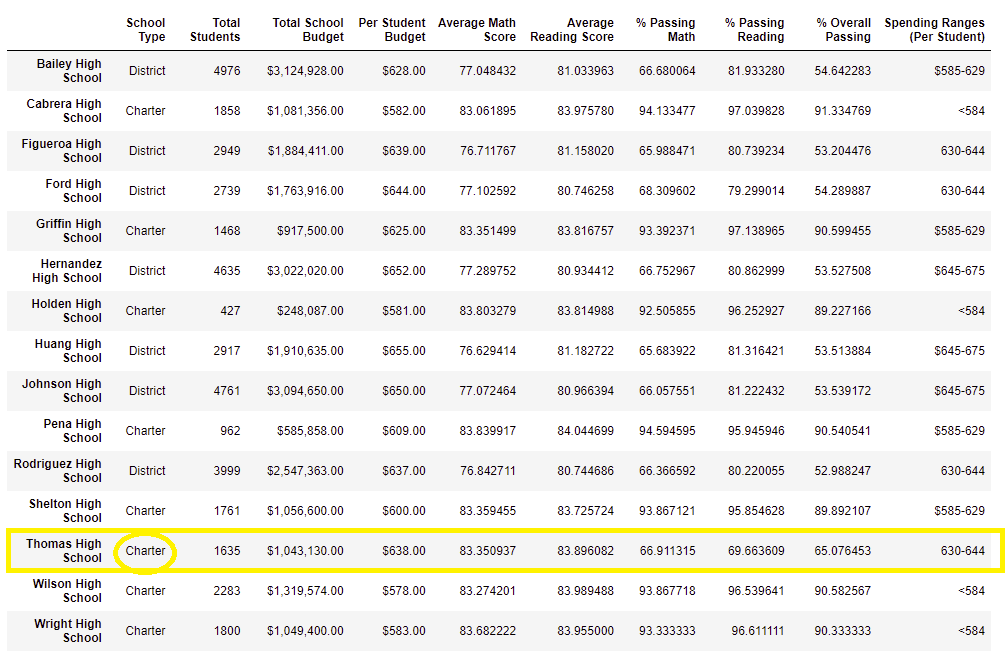 School Type Total Students Total School Budget Per Student Budget Average Math Score Average Reading Score % Passing Math % Passing Reading % Overall Passing Spending Ranges (Per Student)
Bailey High School District 4976 $3,124,928.00 $628.00 77.048432 81.033963 66.680064 81.933280 54.642283 $585-629
Cabrera High School Charter 1858 $1,081,356.00 $582.00 83.061895 83.975780 94.133477 97.039828 91.334769 <584
Figueroa High School District 2949 $1,884,411.00 $639.00 76.711767 81.158020 65.988471 80.739234 53.204476 630-644
Ford High School District 2739 $1,763,916.00 $644.00 77.102592 80.746258 68.309602 79.299014 54.289887 630-644
Griffin High School Charter 1468 $917,500.00 $625.00 83.351499 83.816757 93.392371 97.138965 90.599455 $585-629
Hernandez High School District 4635 $3,022,020.00 $652.00 77.289752 80.934412 66.752967 80.862999 53.527508 $645-675
Holden High School Charter 427 $248,087.00 $581.00 83.803279 83.814988 92.505855 96.252927 89.227166 <584
Huang High School District 2917 $1,910,635.00 $655.00 76.629414 81.182722 65.683922 81.316421 53.513884 $645-675
Johnson High School District 4761 $3,094,650.00 $650.00 77.072464 80.966394 66.057551 81.222432 53.539172 $645-675
Pena High School Charter 962 $585,858.00 $609.00 83.839917 84.044699 94.594595 95.945946 90.540541 $585-629
Rodriguez High School District 3999 $2,547,363.00 $637.00 76.842711 80.744686 66.366592 80.220055 52.988247 630-644
Shelton High School Charter 1761 $1,056,600.00 $600.00 83.359455 83.725724 93.867121 95.854628 89.892107 $585-629
Thomas High School Charter 1635 $1,043,130.00 $638.00 83.350937 83.896082 66.911315 69.663609 65.076453 630-644
Wilson High School Charter 2283 $1,319,574.00 $578.00 83.274201 83.989488 93.867718 96.539641 90.582567 <584
Wright High School Charter 1800 $1,049,400.00 $583.00 83.682222 83.955000 93.333333 96.611111 90.333333 <584